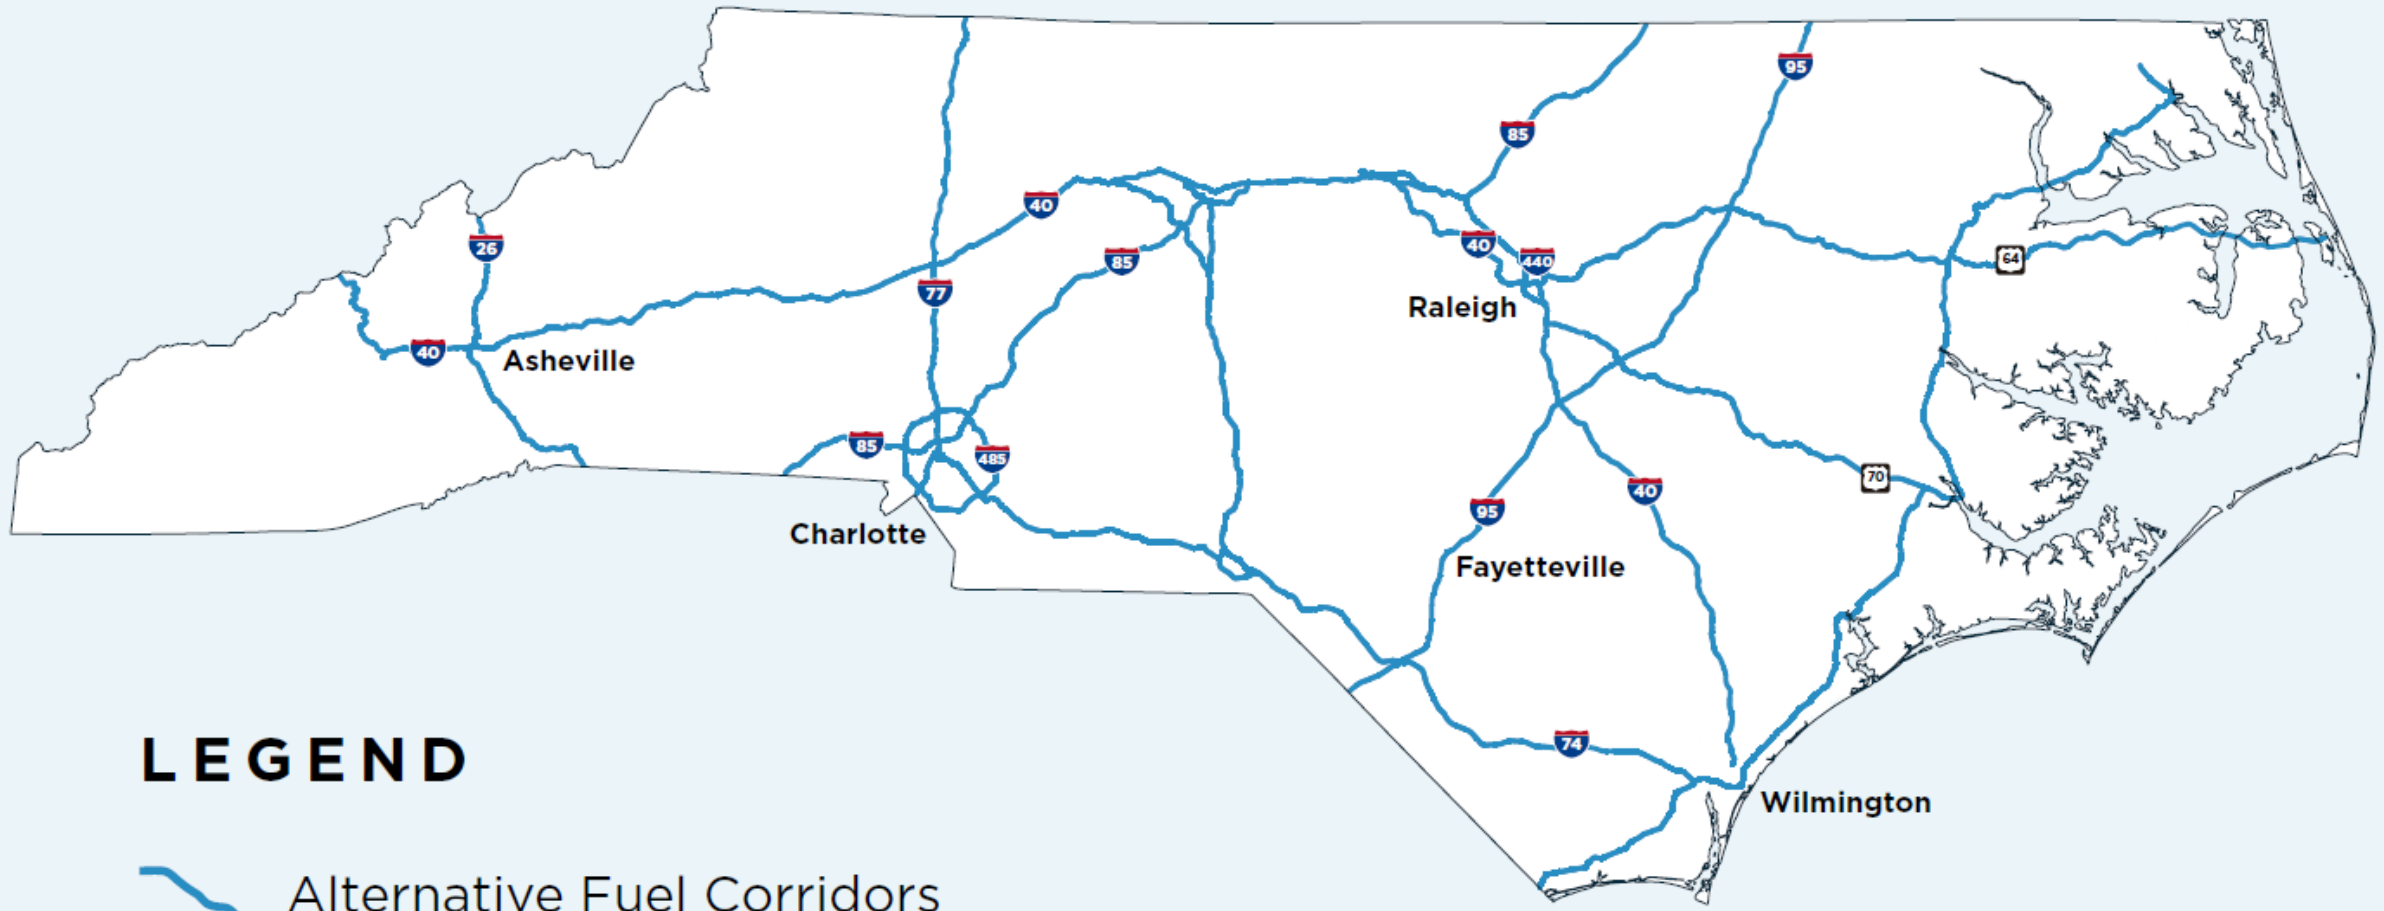 95
85
40
26
40
440
85
64
77
Raleigh
40
Asheville
85
485
70
40
95
Charlotte
Fayetteville
74
LEGEND
Wilmington
Alternative Fuel Corridors